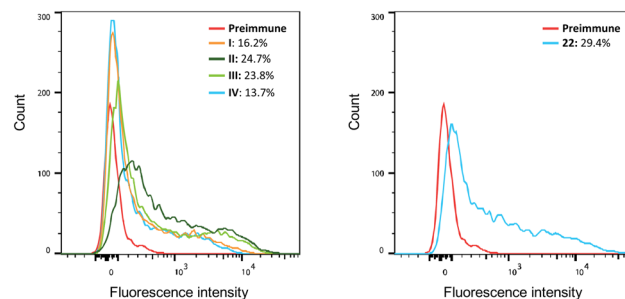 300
200
100
0
Count
0 10³ 10⁴
Fluorescence intensity
Preimmune
I: 16.2%
II: 24.7%
III: 23.8%
IV: 13.7%
300
200
100
0
Count
0 10³ 10⁴
Fluorescence intensity
Preimmune
22: 29.4%